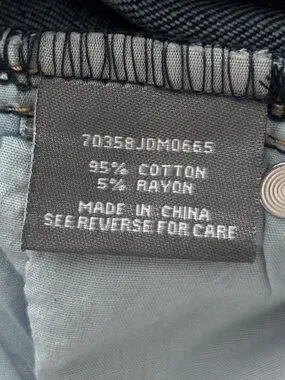 70358JDM0665
95% COTTON
5% RAYON
MADE IN CHINA
SEE REVERSE FOR CARE